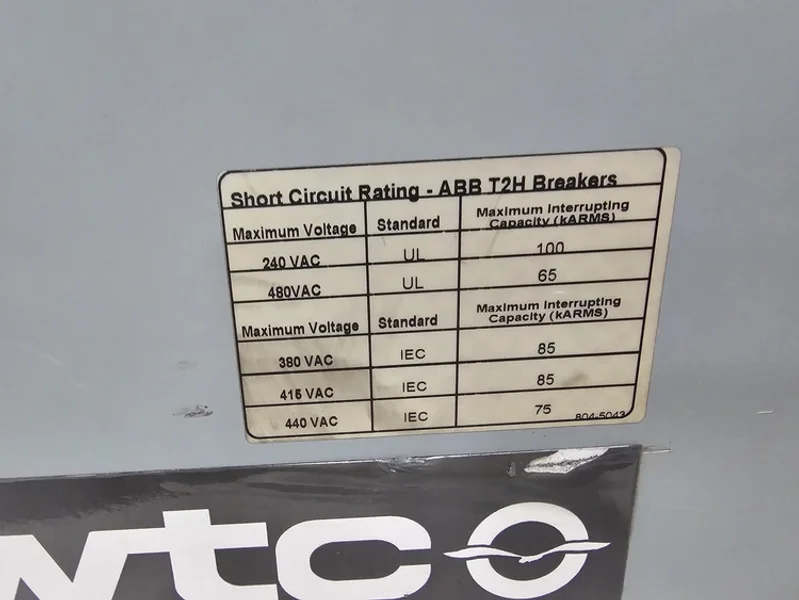 Short Circuit Rating - ABB T2H Breakers
Maximum Voltage Standard Maximum Interrupting
Capacity (kARMS)
240 VAC UL 100
480VAC UL 65
Maximum Voltage Standard Maximum Interrupting
Capacity (kARMS)
380 VAC IEC 85
415 VAC IEC 85
440 VAC IEC 75
804-5043
wtc